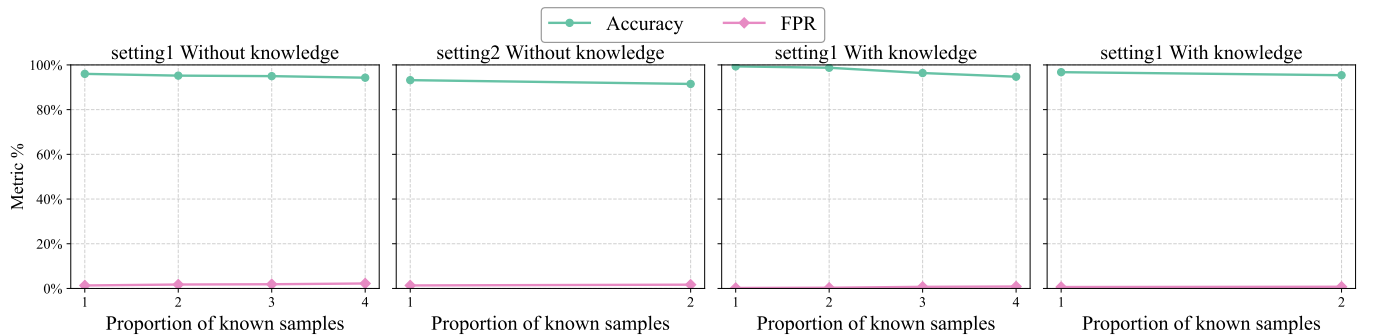 Accuracy FPR
setting1 Without knowledge
setting2 Without knowledge
setting1 With knowledge
setting1 With knowledge
Metric %
100%
80%
60%
40%
20%
0%
1 2 3 4
1 2
1 2 3 4
1 2
Proportion of known samples
Proportion of known samples
Proportion of known samples
Proportion of known samples